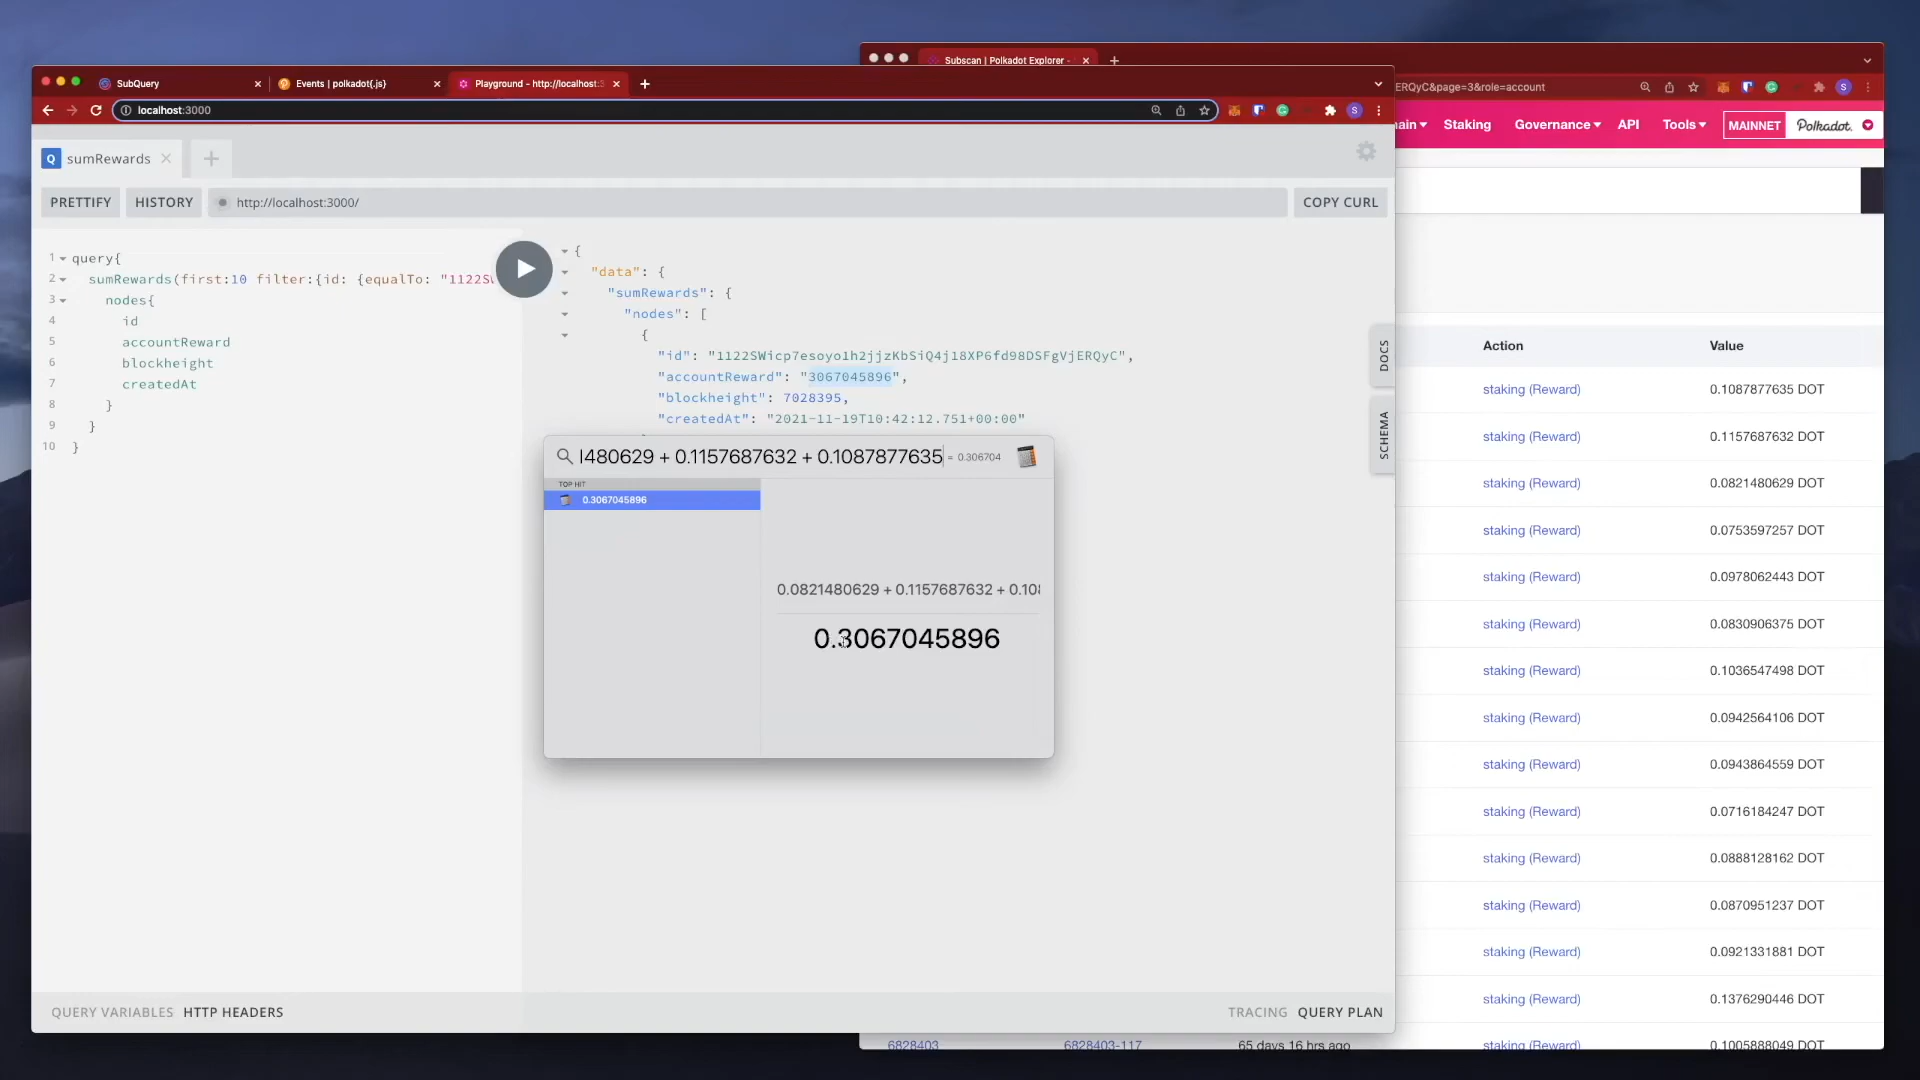 Subscan | Polkadot Explorer -
SubQuery
Events | polkadot{.js}
Playground - http://localhost:3
ERQyC&page=3&role=account
localhost:3000
Staking
Governance
API
Tools
MAINNET
Polkadot.
Q sumRewards
PRETTIFY
HISTORY
http://localhost:3000/
COPY CURL
1 query{
2 sumRewards(first:10 filter:{id: {equalTo: "1122SW
3 nodes{
4 id
5 accountReward
6 blockheight
7 createdAt
8 }
9 }
10 }
{
"data": {
"sumRewards": {
"nodes": [
{
"id": "1122SWicp7esoyo1h2jjzKbSiQ4j18XP6fd98DSFgVjERQyC",
"accountReward": "3067045896",
"blockheight": 7028395,
"createdAt": "2021-11-19T10:42:12.751+00:00"
DOCS
SCHEMA
480629 + 0.1157687632 + 0.1087877635 = 0.306704
TOP HIT
0.3067045896
0.0821480629 + 0.1157687632 + 0.10
0.3067045896
Action Value
staking (Reward) 0.1087877635 DOT
staking (Reward) 0.1157687632 DOT
staking (Reward) 0.0821480629 DOT
staking (Reward) 0.0753597257 DOT
staking (Reward) 0.0978062443 DOT
staking (Reward) 0.0830906375 DOT
staking (Reward) 0.1036547498 DOT
staking (Reward) 0.0942564106 DOT
staking (Reward) 0.0943864559 DOT
staking (Reward) 0.0716184247 DOT
staking (Reward) 0.0888128162 DOT
staking (Reward) 0.0870951237 DOT
staking (Reward) 0.0921331881 DOT
staking (Reward) 0.1376290446 DOT
6828403 6828403-117 65 days 16 hrs ago staking (Reward) 0.1005888049 DOT
QUERY VARIABLES
HTTP HEADERS
TRACING
QUERY PLAN